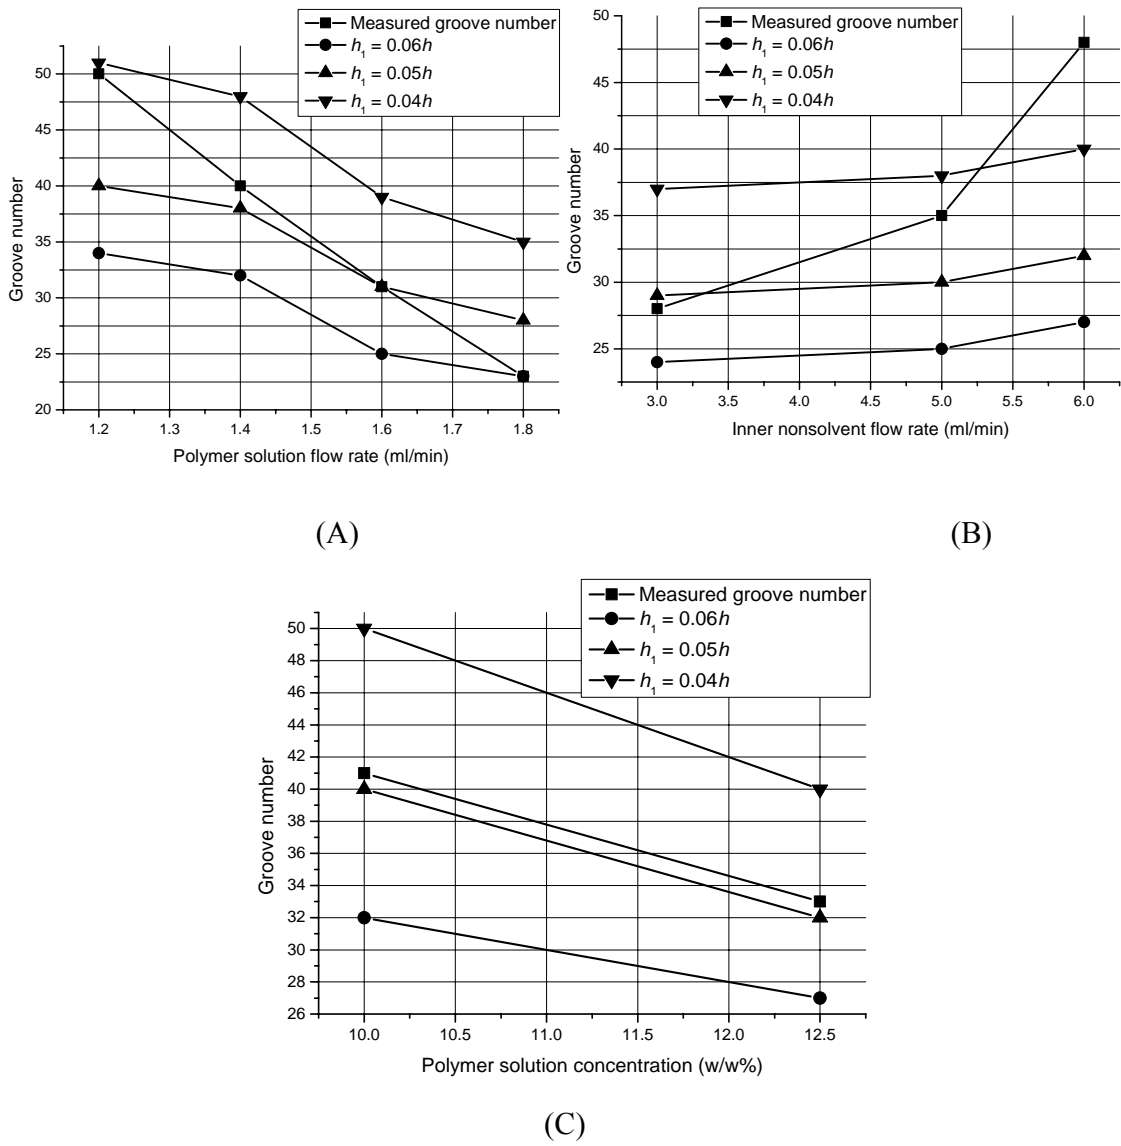 Measured groove number
h1 = 0.06h
h1 = 0.05h
h1 = 0.04h
50
45
40
35
30
25
20
Groove number
1.2 1.3 1.4 1.5 1.6 1.7 1.8
Polymer solution flow rate (ml/min)
(A)
Measured groove number
h1 = 0.06h
h1 = 0.05h
h1 = 0.04h
50
45
40
35
30
25
Groove number
3.0 3.5 4.0 4.5 5.0 5.5 6.0
Inner nonsolvent flow rate (ml/min)
(B)
Measured groove number
h1 = 0.06h
h1 = 0.05h
h1 = 0.04h
50
48
46
44
42
40
38
36
34
32
30
28
26
Groove number
10.0 10.5 11.0 11.5 12.0 12.5
Polymer solution concentration (w/w%)
(C)